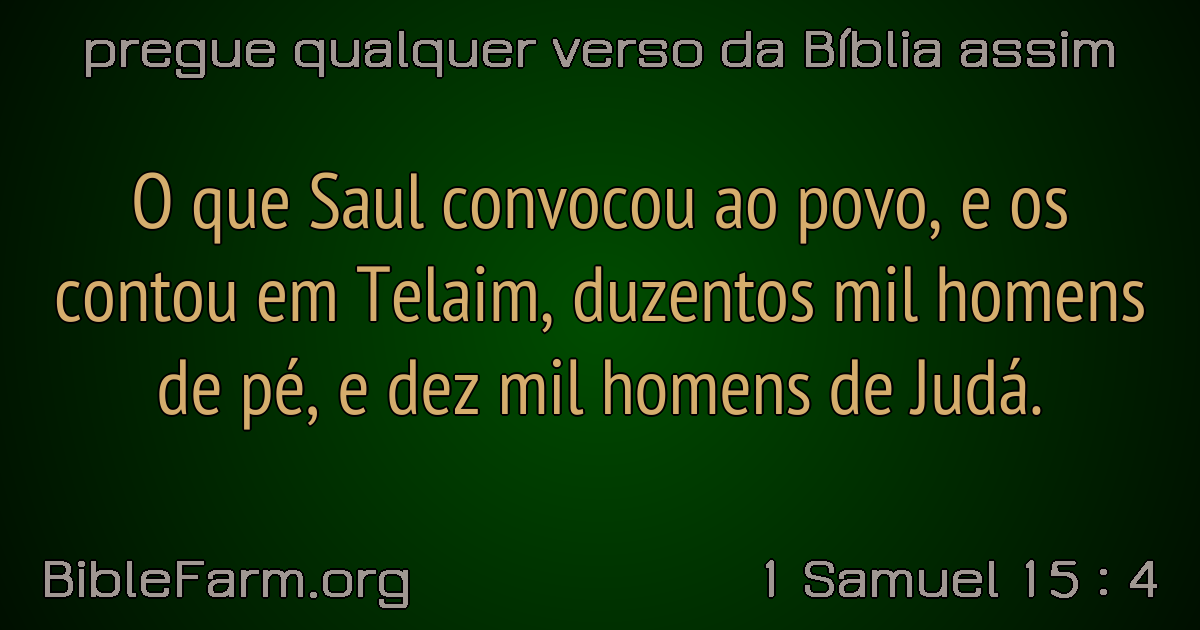 pregue qualquer verso da Bíblia assim
O que Saul convocou ao povo, e os
contou em Telaim, duzentos mil homens
de pé, e dez mil homens de Judá.
BibleFarm.org
1 Samuel 15 : 4